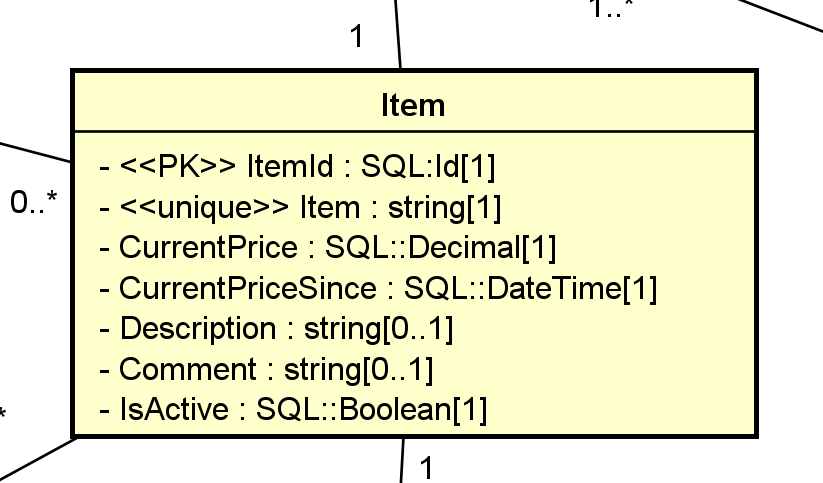 1..*
1
Item
- <<PK>> ItemId : SQL:Id[1]
0..*
- <<unique>> Item : string[1]
- CurrentPrice : SQL::Decimal[1]
- CurrentPriceSince : SQL::DateTime[1]
- Description : string[0..1]
- Comment : string[0..1]
- IsActive : SQL::Boolean[1]
*
1